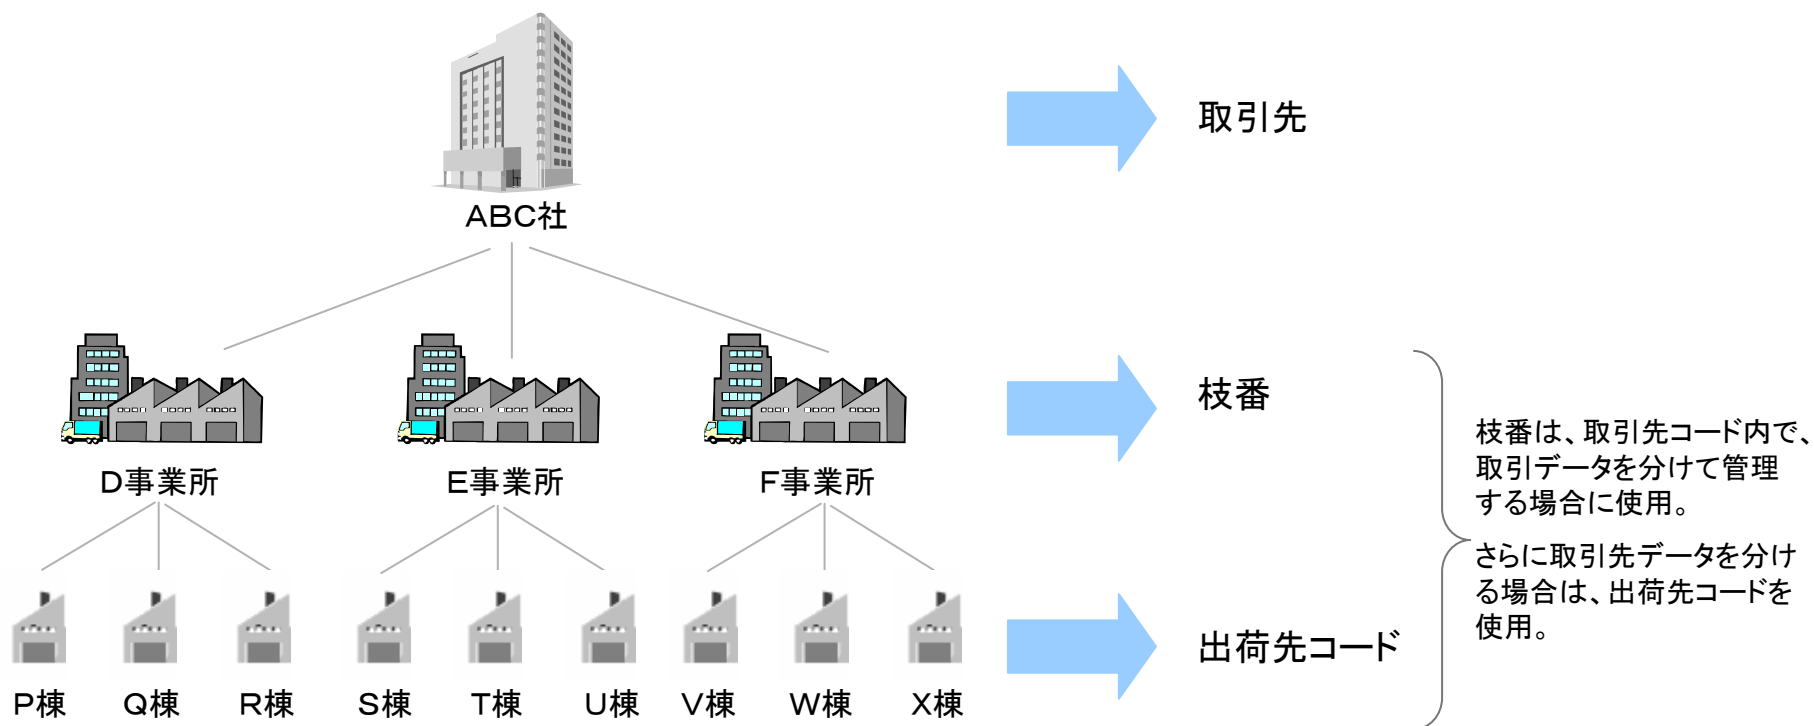 取引先
ABC社
枝番
D事業所
E事業所
F事業所
枝番は、取引先コード内で、
取引データを分けて管理
する場合に使用。
さらに取引先データを分け
る場合は、出荷先コードを
使用。
出荷先コード
P棟
Q棟
R棟
S棟
T棟
U棟
V棟
W棟
X棟